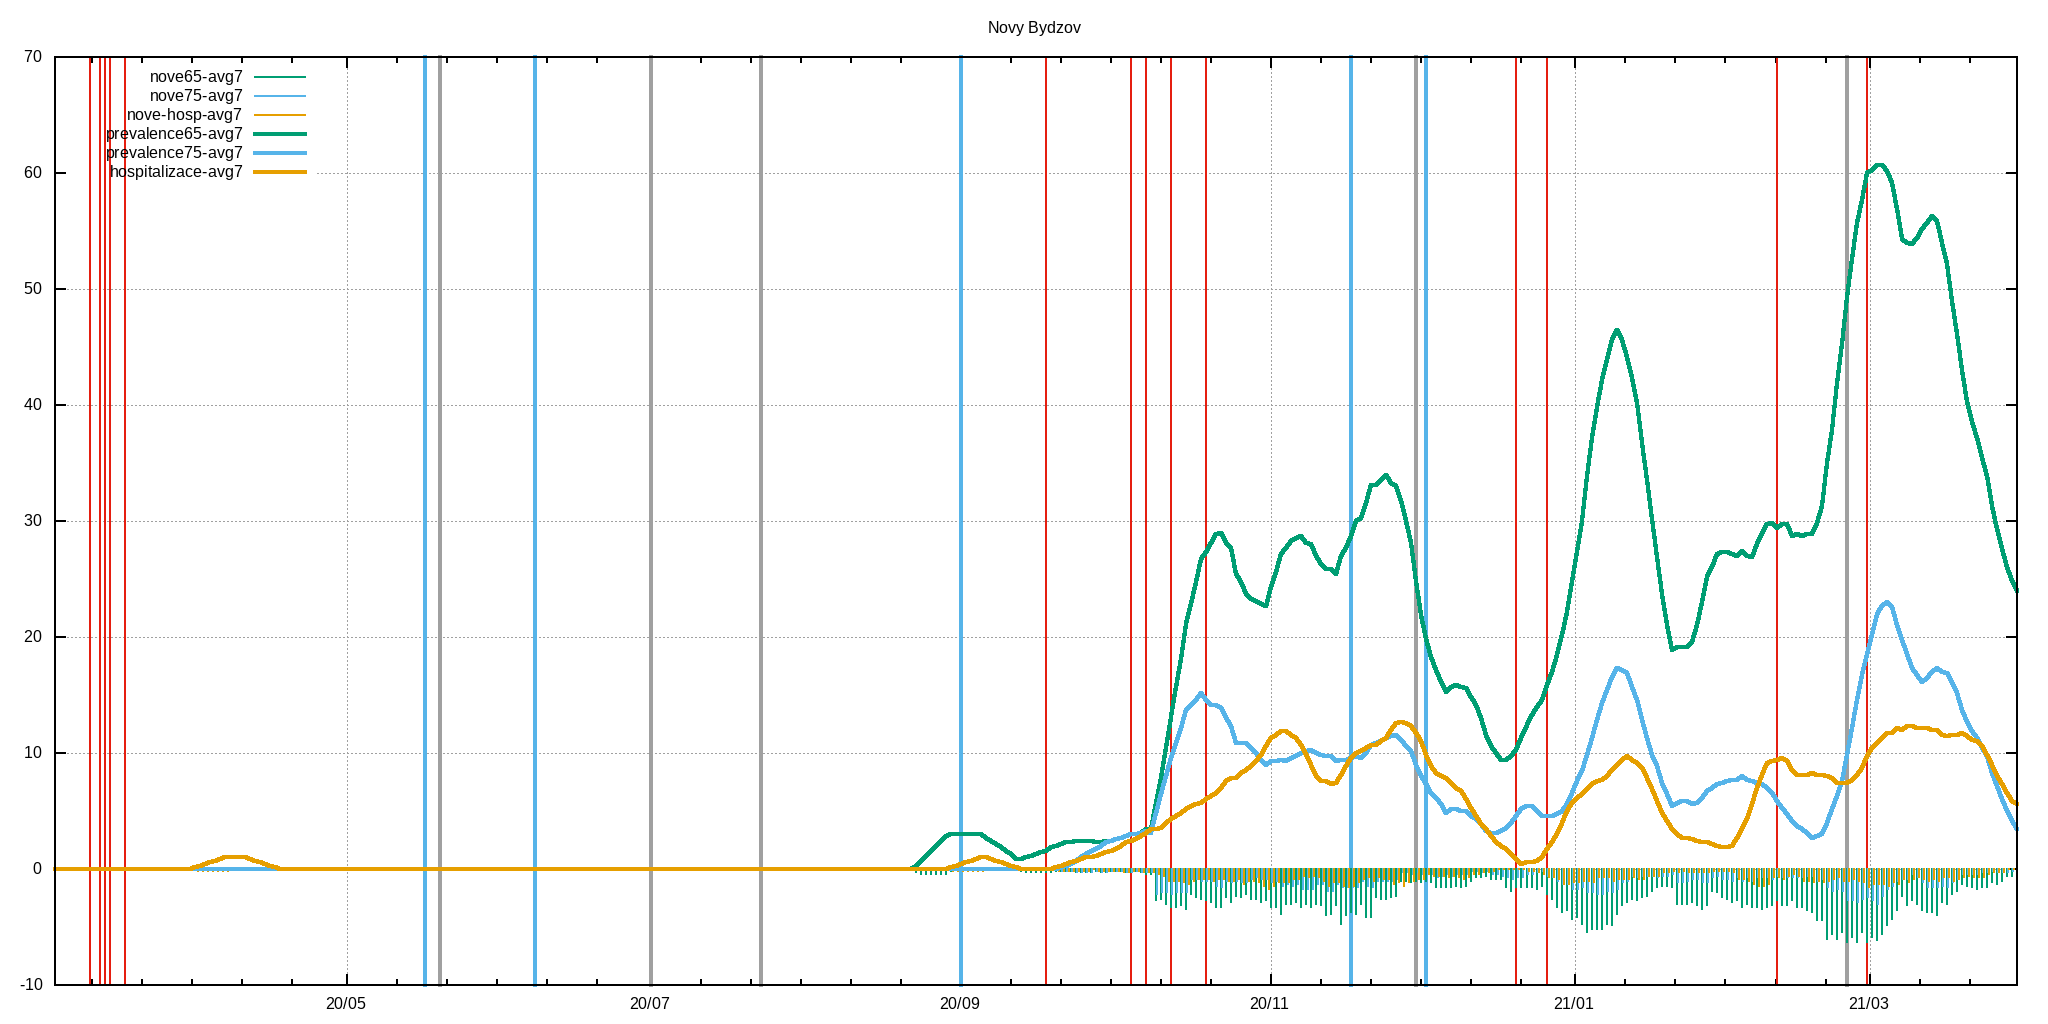 Novy Bydzov
70
60
50
40
30
20
10
0
-10
nove65-avg7
nove75-avg7
nove-hosp-avg7
prevalence65-avg7
prevalence75-avg7
hospitalizace-avg7
20/05
20/07
20/09
20/11
21/01
21/03